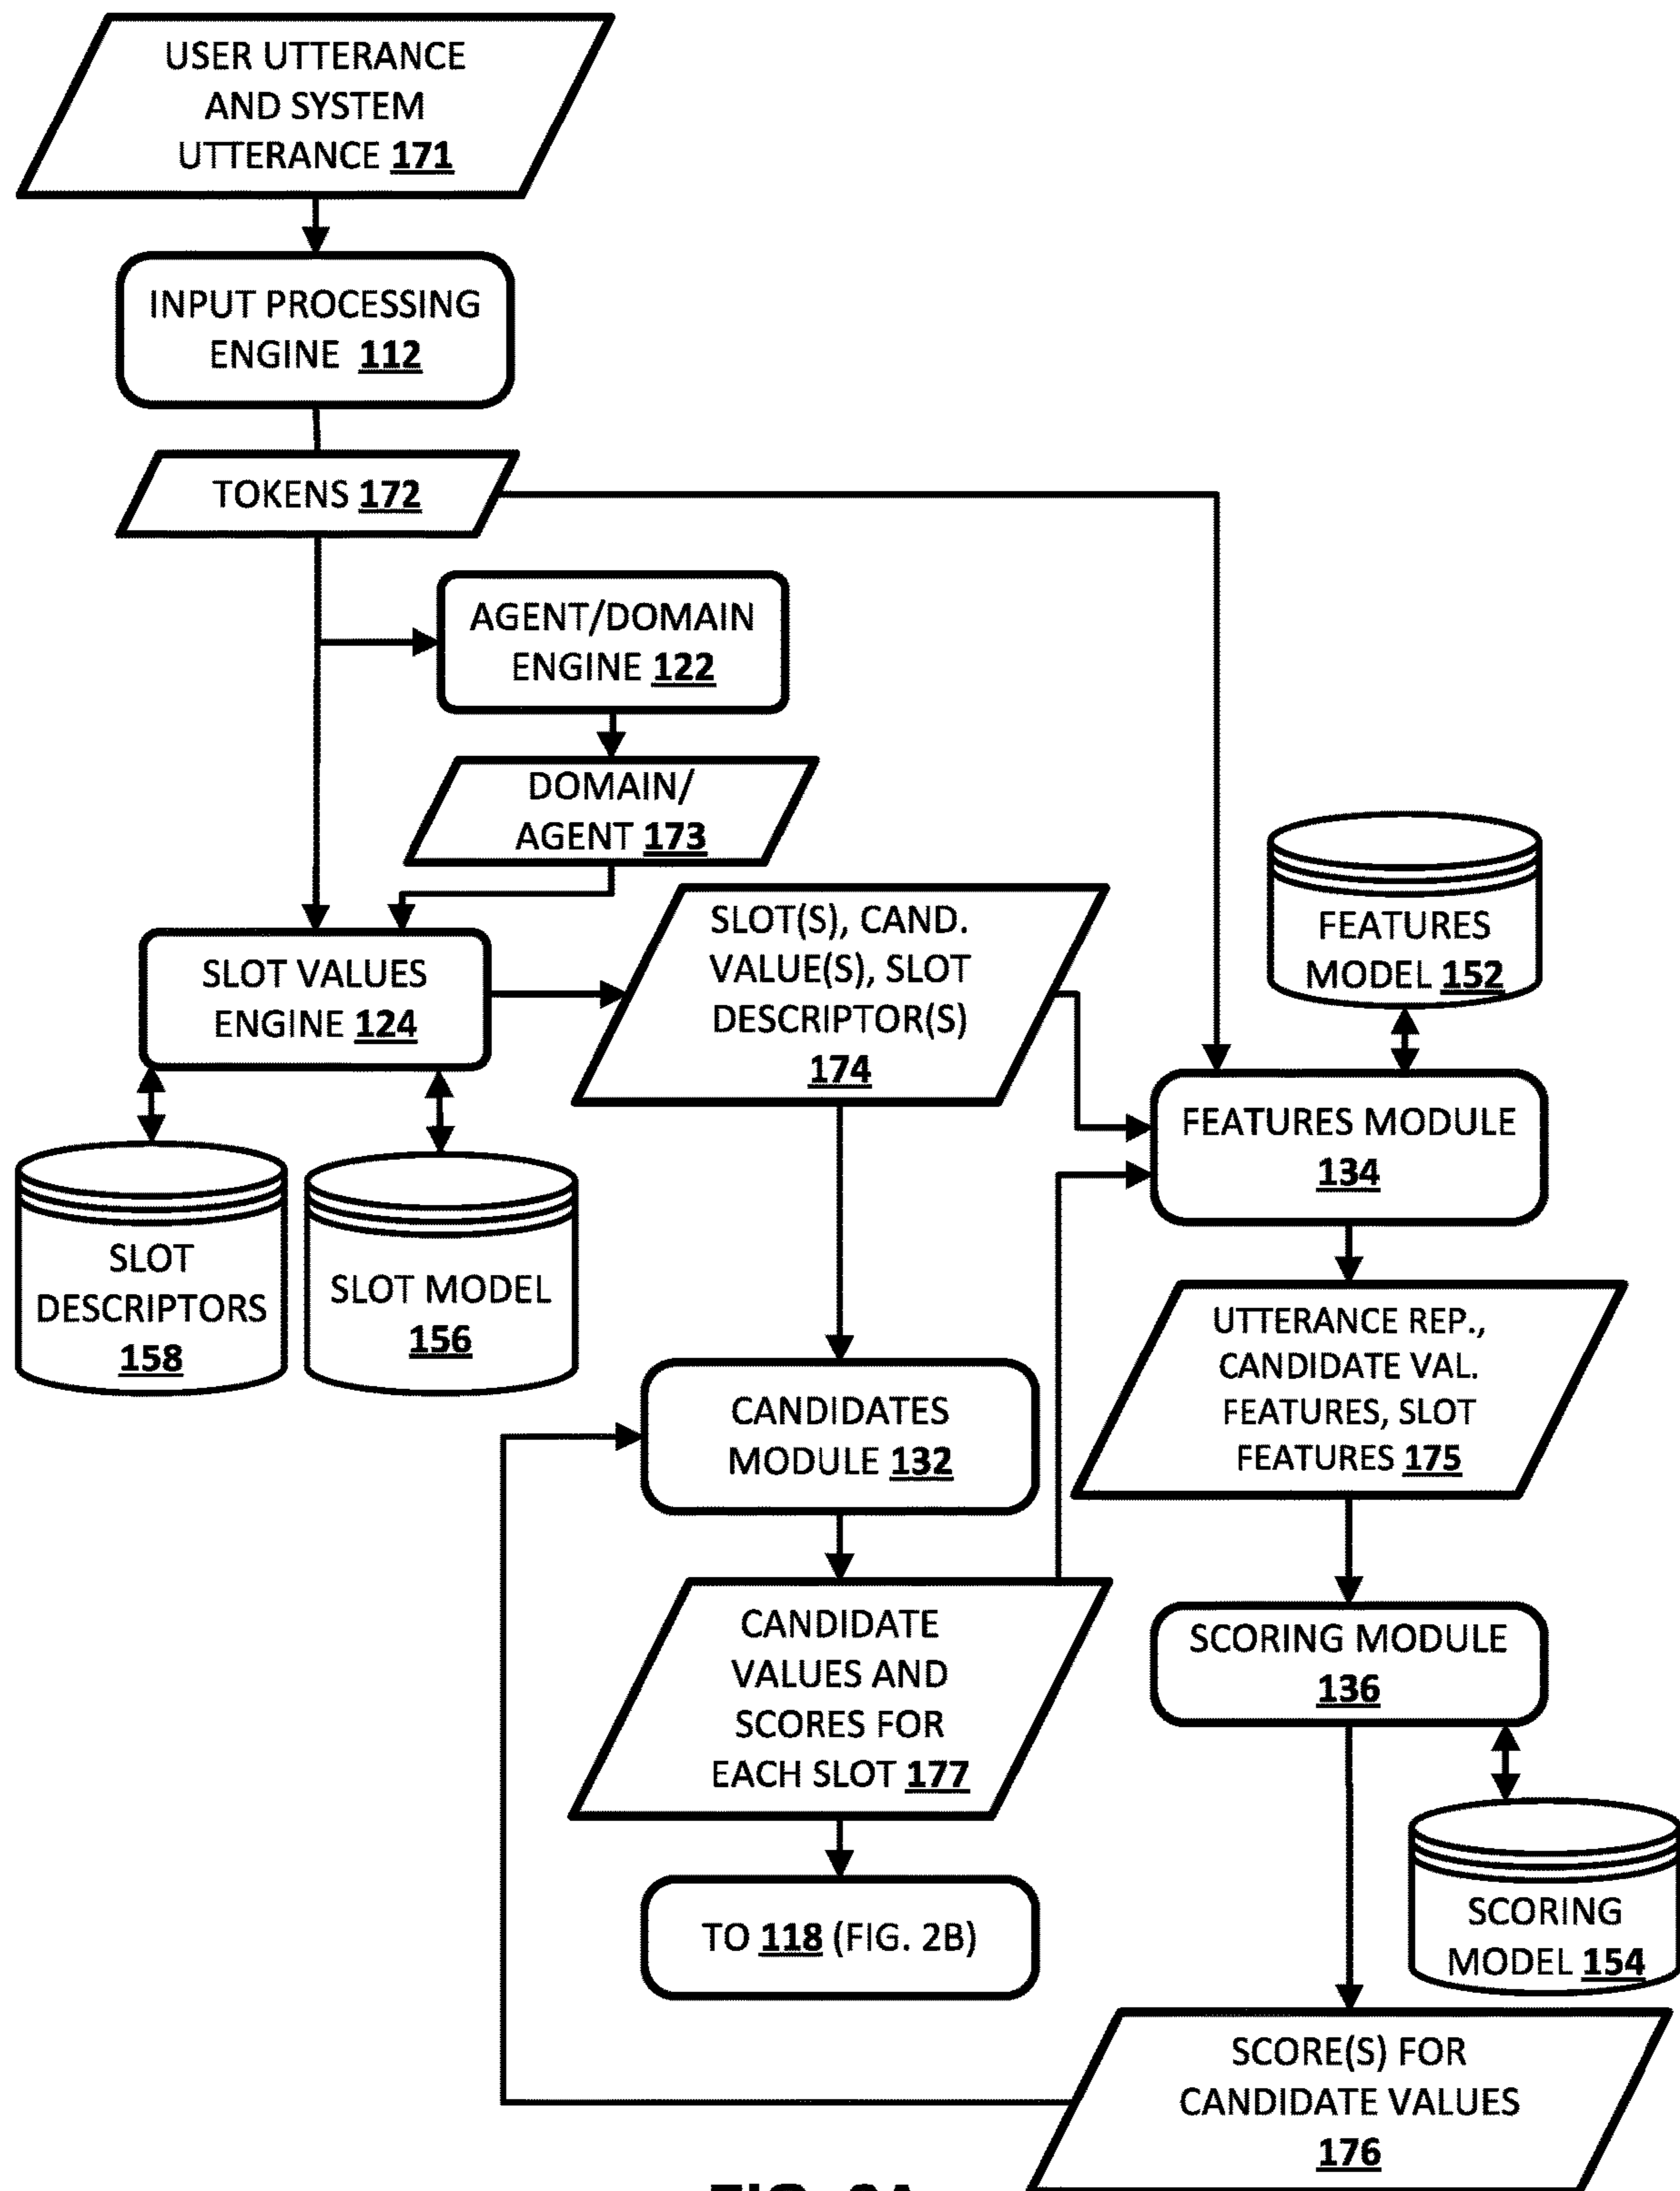 USER UTTERANCE
AND SYSTEM
UTTERANCE 171
INPUT PROCESSING
ENGINE 112
TOKENS 172
AGENT/DOMAIN
ENGINE 122
DOMAIN/
AGENT 173
SLOT VALUES
ENGINE 124
SLOT(S), CAND.
VALUE(S), SLOT
DESCRIPTOR(S)
174
FEATURES
MODEL 152
FEATURES MODULE
134
SLOT
DESCRIPTORS
158
SLOT MODEL
156
UTTERANCE REP.,
CANDIDATE VAL.
FEATURES, SLOT
FEATURES 175
CANDIDATES
MODULE 132
CANDIDATE
VALUES AND
SCORES FOR
EACH SLOT 177
SCORING MODULE
136
TO 118 (FIG. 2B)
SCORING
MODEL 154
SCORE(S) FOR
CANDIDATE VALUES
176